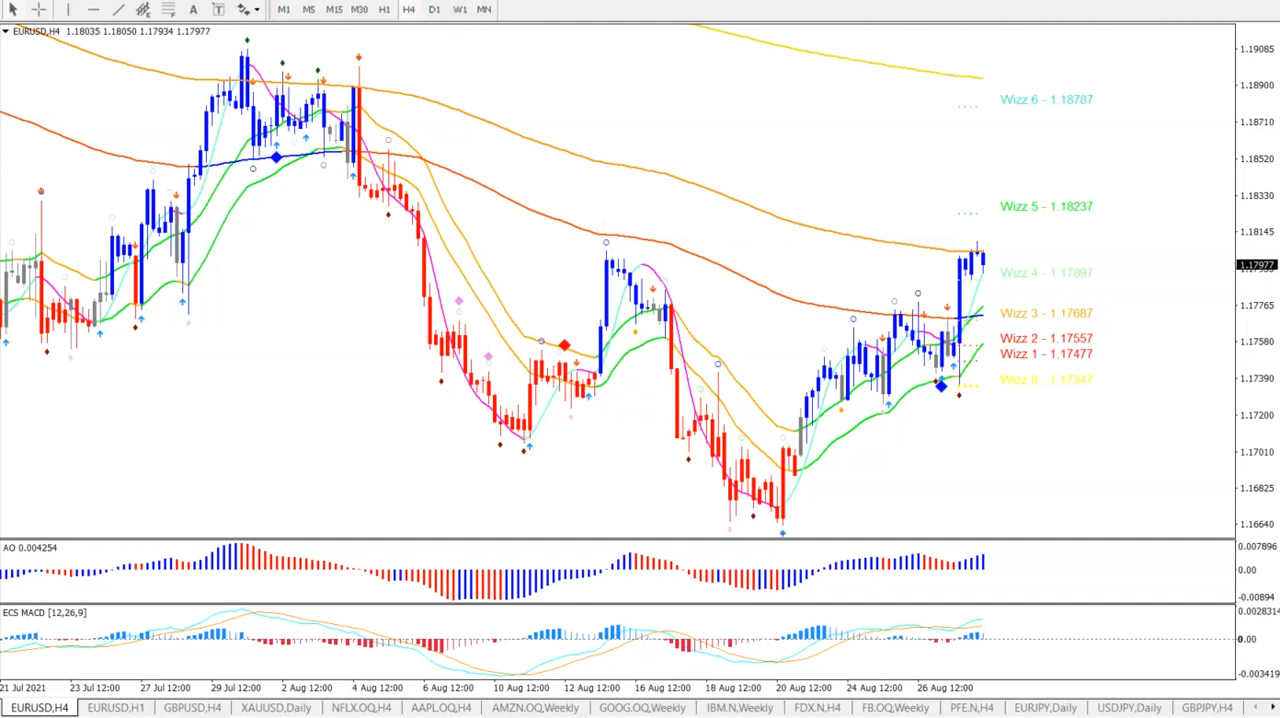 A T M1 M5 M15 M30 H1 H4 D1 W1 MN
EURUSD,H4 1.18035 1.18050 1.17934 1.17977
1.19085
1.18900
1.18710
1.18520
1.18330
1.18145
1.17977
1.17765
1.17580
1.17390
1.17200
1.17010
1.16825
1.16640
Wizz 6 - 1.18787
Wizz 5 - 1.18237
Wizz 4 - 1.17897
Wizz 3 - 1.17687
Wizz 2 - 1.17557
Wizz 1 - 1.17477
Wizz 0 - 1.17347
AO 0.004254
0.007896
0.00
-0.00894
ECS MACD [12,26,9]
0.0028314
0.00
-0.003419
21 Jul 2021 23 Jul 12:00 27 Jul 12:00 29 Jul 12:00 2 Aug 12:00 4 Aug 12:00 6 Aug 12:00 10 Aug 12:00 12 Aug 12:00 16 Aug 12:00 18 Aug 12:00 20 Aug 12:00 24 Aug 12:00 26 Aug 12:00
EURUSD,H4 EURUSD,H1 GBPUSD,H4 XAUUSD,Daily NFLX.OQ,H4 AAPL.OQ,H4 AMZN.OQ,Weekly GOOG.OQ,Weekly IBM.N,Weekly FDX.N,H4 FB.OQ,Weekly PFE.N,H4 EURJPY,Daily USDJPY,Daily GBPJPY,H4